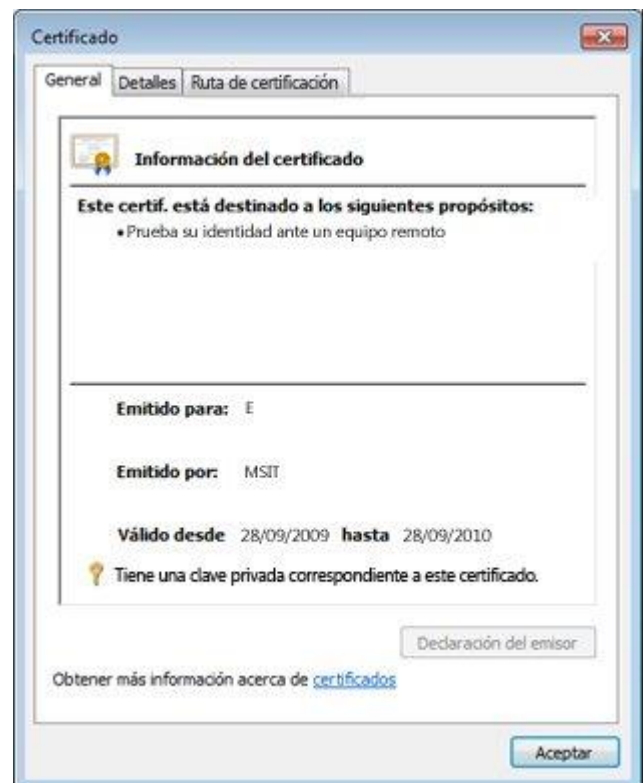 Certificado
General Detalles Ruta de certificación
Información del certificado
Este certif. está destinado a los siguientes propósitos:
•Prueba su identidad ante un equipo remoto
Emitido para: E
Emitido por: MSIT
Válido desde 28/09/2009 hasta 28/09/2010
Tiene una clave privada correspondiente a este certificado.
Declaración del emisor
Obtener más información acerca de certificados
Aceptar